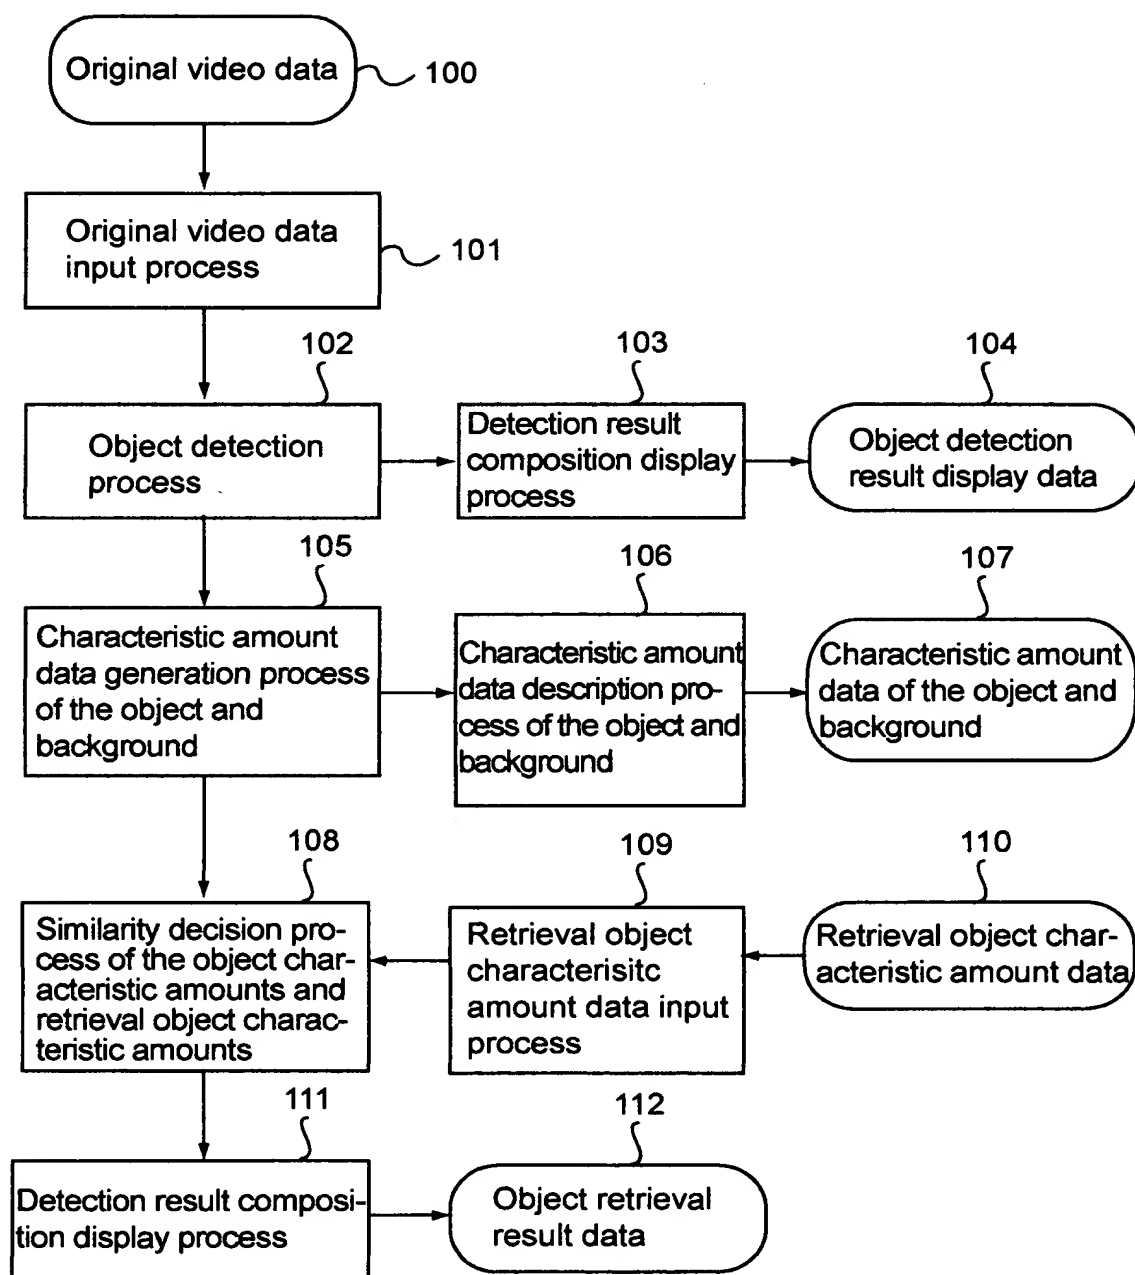 Original video data
100
Original video data
input process
101
102
103
104
Object detection
process
Detection result
composition display
process
Object detection
result display data
105
106
107
Characteristic amount
data generation process
of the object and
background
Characteristic amount
data description pro-
cess of the object and
background
Characteristic amount
data of the object and
background
108
109
110
Similarity decision pro-
cess of the object char-
acteristic amounts and
retrieval object charac-
teristic amounts
Retrieval object
characterisitc
amount data input
process
Retrieval object char-
acteristic amount data
111
112
Detection result composi-
tion display process
Object retrieval
result data